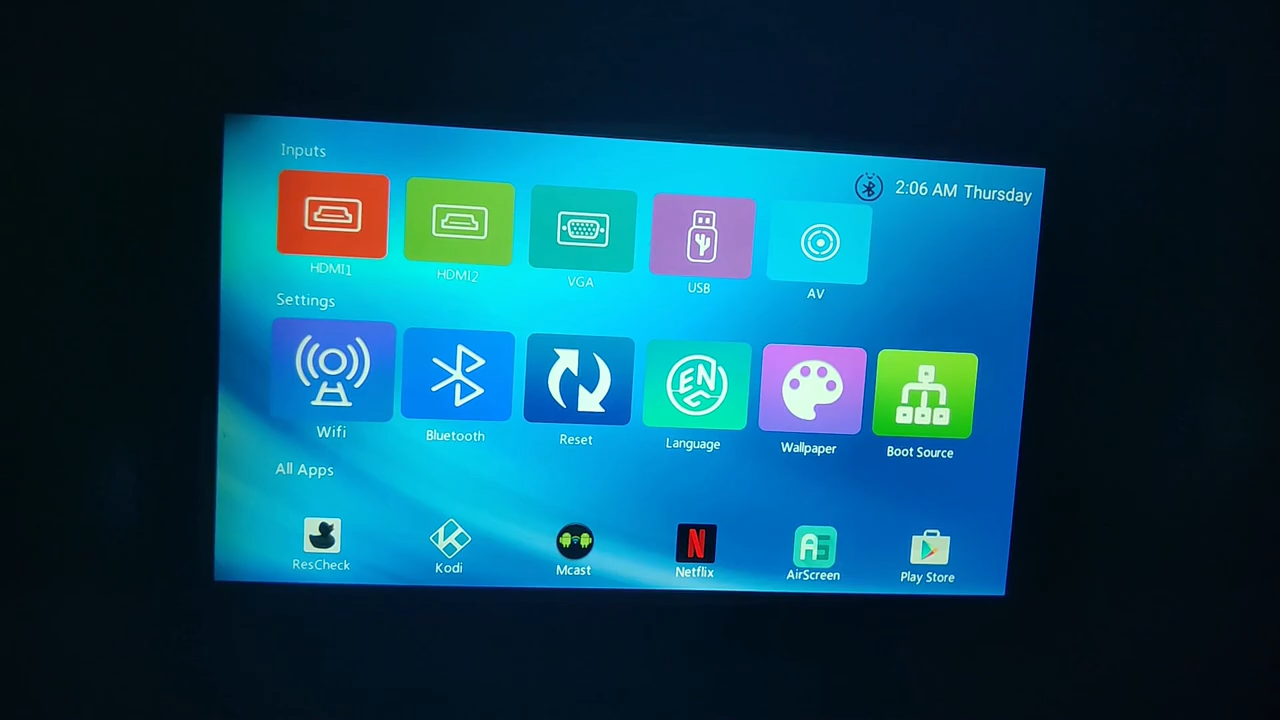 Inputs
2:06 AM Thursday
HDMI1
HDMI2
VGA
USB
AV
Settings
EN
Wifi
Bluetooth
Reset
Language
Wallpaper
Boot Source
All Apps
ResCheck
Kodi
Mcast
Netflix
AirScreen
Play Store